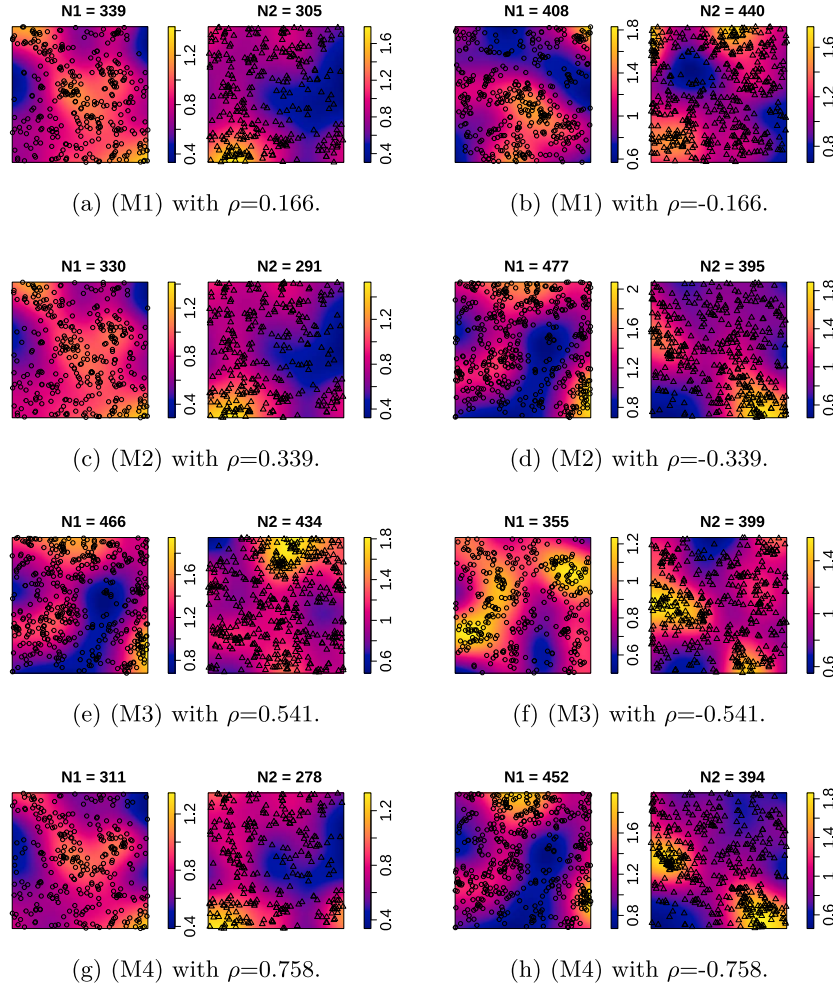 N1 = 339 N2 = 305 N1 = 408 N2 = 440
0.4 0.8 1.2 0.4 0.8 1.2 1.6 0.6 1 1.4 1.8 0.8 1.2 1.6
(a) (M1) with ρ=0.166. (b) (M1) with ρ=-0.166.
N1 = 330 N2 = 291 N1 = 477 N2 = 395
0.4 0.8 1.2 0.4 0.8 1.2 0.8 1.2 1.6 2 0.6 1 1.4 1.8
(c) (M2) with ρ=0.339. (d) (M2) with ρ=-0.339.
N1 = 466 N2 = 434 N1 = 355 N2 = 399
0.8 1.2 1.6 0.6 1 1.4 1.8 0.6 0.8 1 1.2 0.6 1 1.4
(e) (M3) with ρ=0.541. (f) (M3) with ρ=-0.541.
N1 = 311 N2 = 278 N1 = 452 N2 = 394
0.4 0.8 1.2 0.4 0.8 1.2 0.8 1.2 1.6 0.6 1 1.4 1.8
(g) (M4) with ρ=0.758. (h) (M4) with ρ=-0.758.